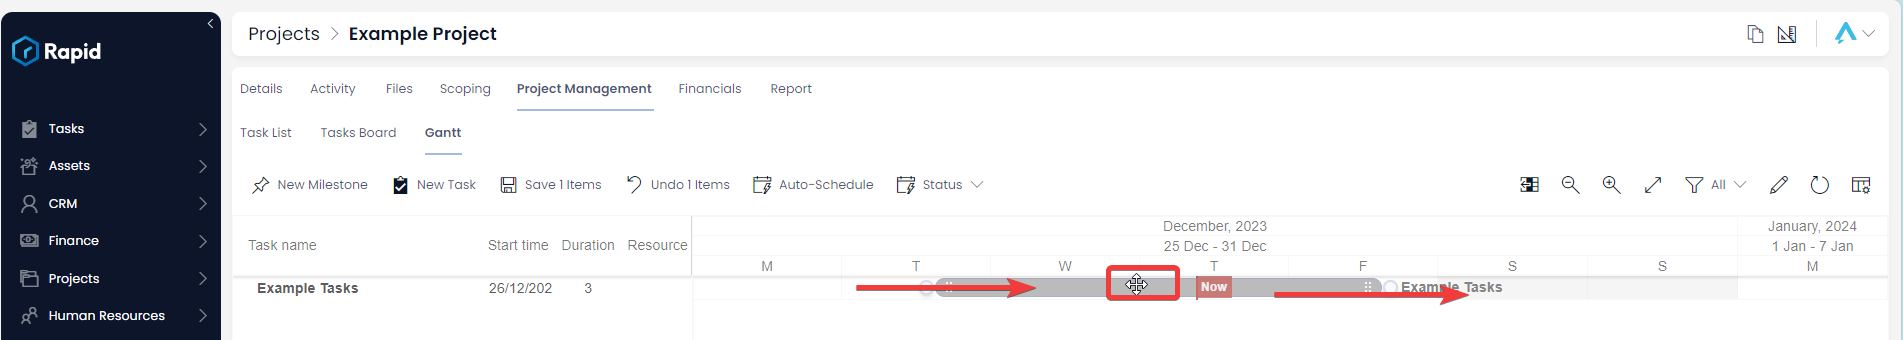 Projects > Example Project
Rapid
Details Activity Files Scoping Project Management Financials Report
Tasks
Task List Tasks Board Gantt
Assets
New Milestone New Task Save 1 Items Undo 1 Items Auto-Schedule Status All
CRM
December, 2023 January, 2024
Finance
Task name Start time Duration Resource 25 Dec - 31 Dec 1 Jan - 7 Jan
M T W T F S S M
Projects
Example Tasks 26/12/202 3 Now Example Tasks
Human Resources